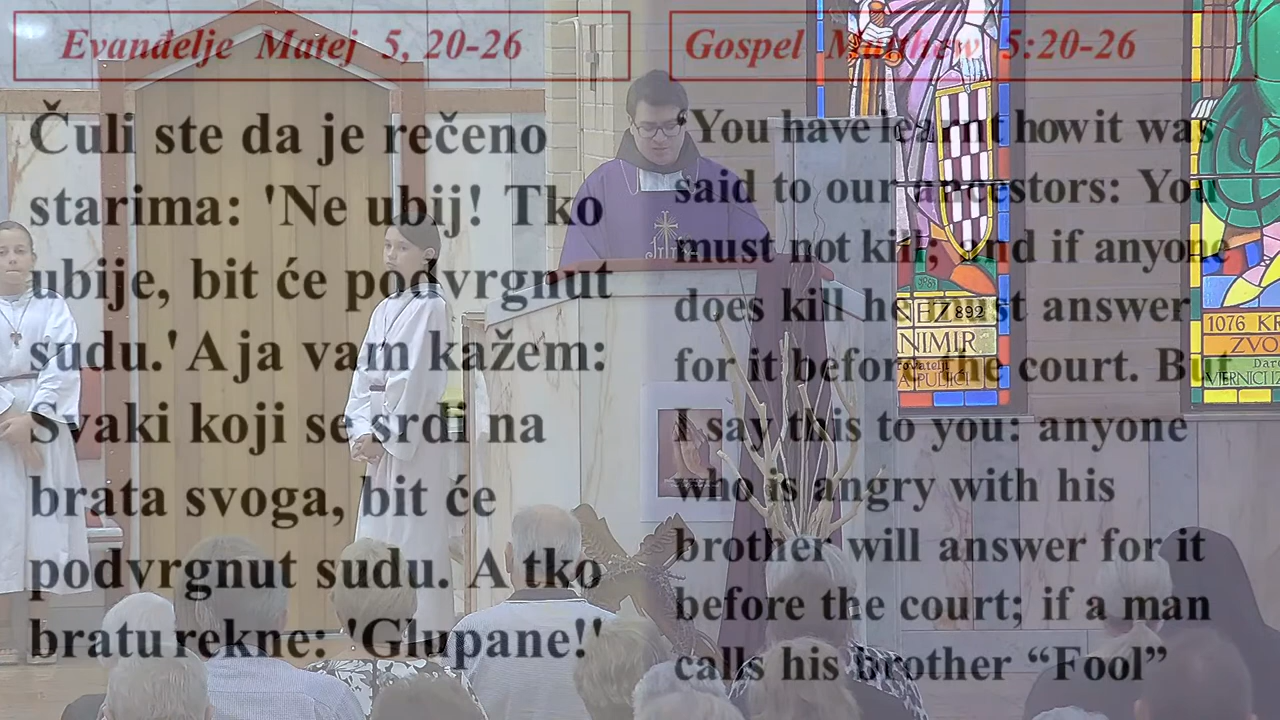 Evanđelje Matej 5, 20-26
Čuli ste da je rečeno
starima: 'Ne ubij! Tko
ubije, bit će podvrgnut
sudu.' A ja vam kažem:
Svaki koji se srdi na
brata svoga, bit će
podvrgnut sudu. A tko
bratu rekne: 'Glupane!'
Gospel Matthew 5:20-26
“You have learnt how it was
said to our ancestors: You
must not kill; and if anyone
does kill he must answer
for it before the court. But
I say this to you: anyone
who is angry with his
brother will answer for it
before the court; if a man
calls his brother “Fool”
892
NIMIR
1076 KR
ZVO
Daro
VJERNICI IZ